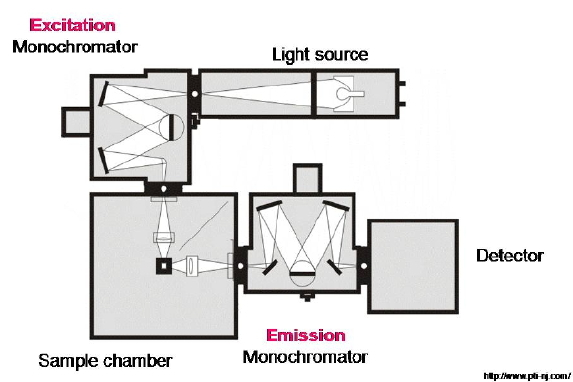 Excitation
Monochromator
Light source
Detector
Emission
Monochromator
Sample chamber
http://www.pti-nj.com/